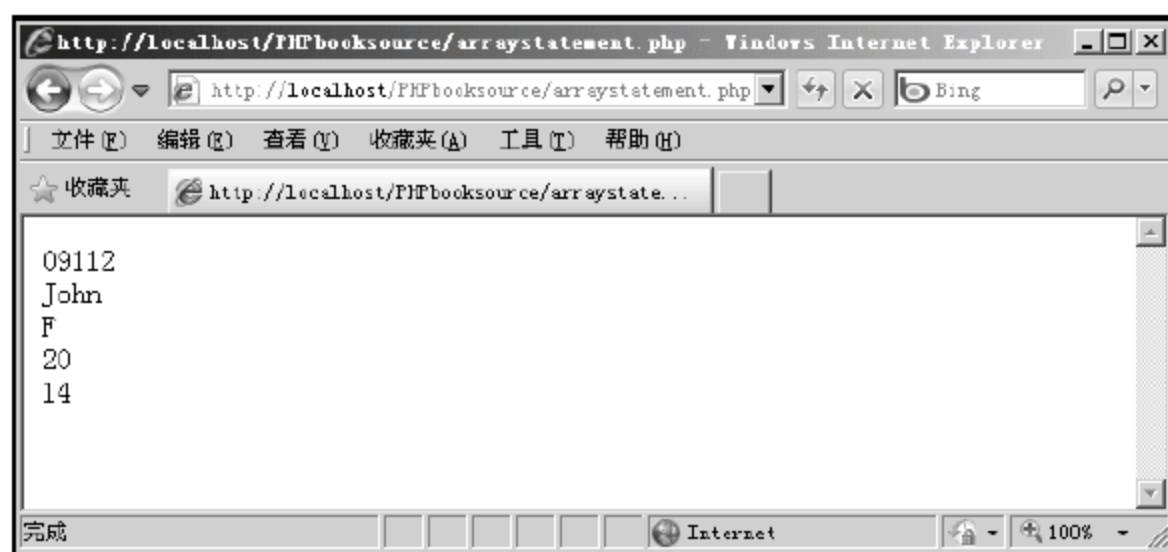 http://localhost/PHPbooksource/arraystatement.php - Windows Internet Explorer
http://localhost/PHPbooksource/arraystatement.php Bing
文件(F) 编辑(E) 查看(V) 收藏夹(A) 工具(T) 帮助(H)
收藏夹 http://localhost/PHPbooksource/arraystate...
09112
John
F
20
14
完成 Internet 100%